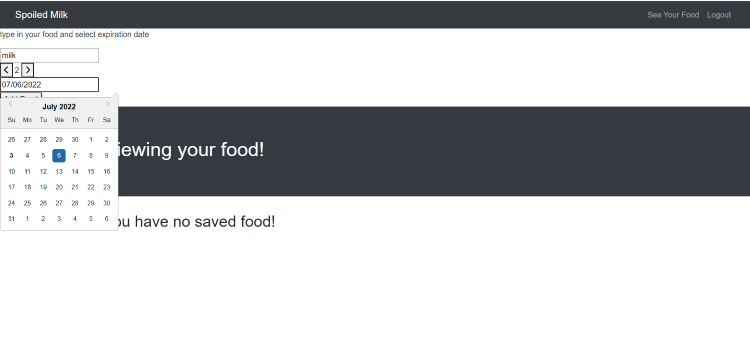 Spoiled Milk
See Your Food Logout
type in your food and select expiration date
milk
2
07/06/2022
July 2022
Su Mo Tu We Th Fr Sa
26 27 28 29 30 1 2
3 4 5 6 7 8 9
10 11 12 13 14 15 16
17 18 19 20 21 22 23
24 25 26 27 28 29 30
31 1 2 3 4 5 6
iewing your food!
ou have no saved food!